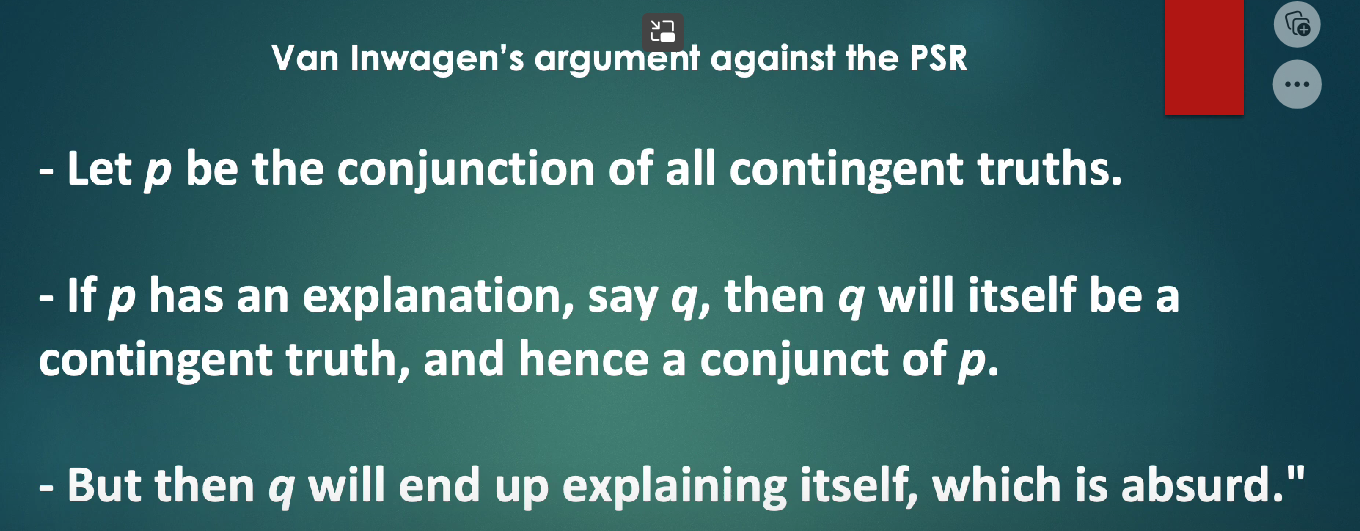 Van Inwagen's argument against the PSR
- Let p be the conjunction of all contingent truths.
- If p has an explanation, say q, then q will itself be a
contingent truth, and hence a conjunct of p.
- But then q will end up explaining itself, which is absurd."